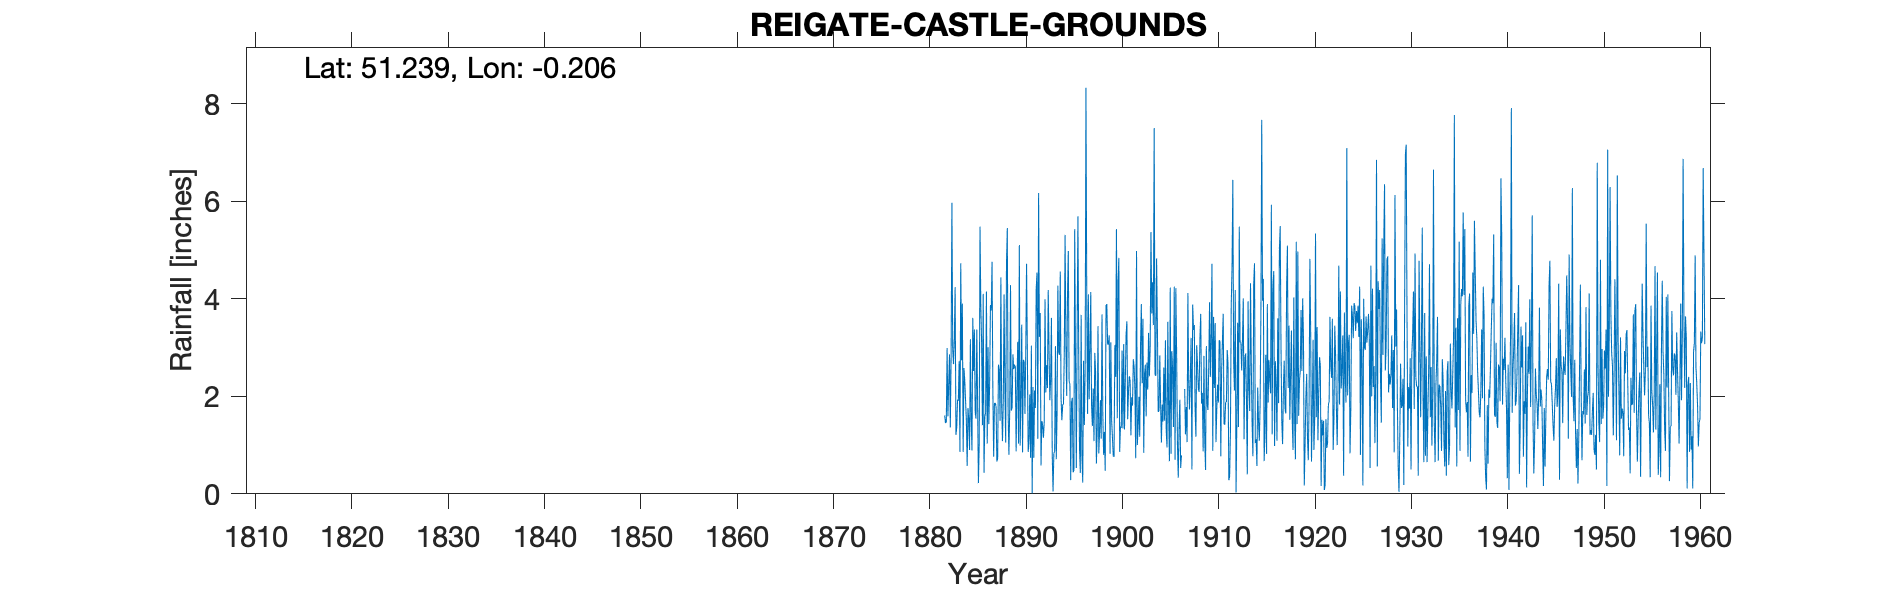 REIGATE-CASTLE-GROUNDS
Lat: 51.239, Lon: -0.206
Rainfall [inches]
8
6
4
2
0
1810 1820 1830 1840 1850 1860 1870 1880 1890 1900 1910 1920 1930 1940 1950 1960
Year